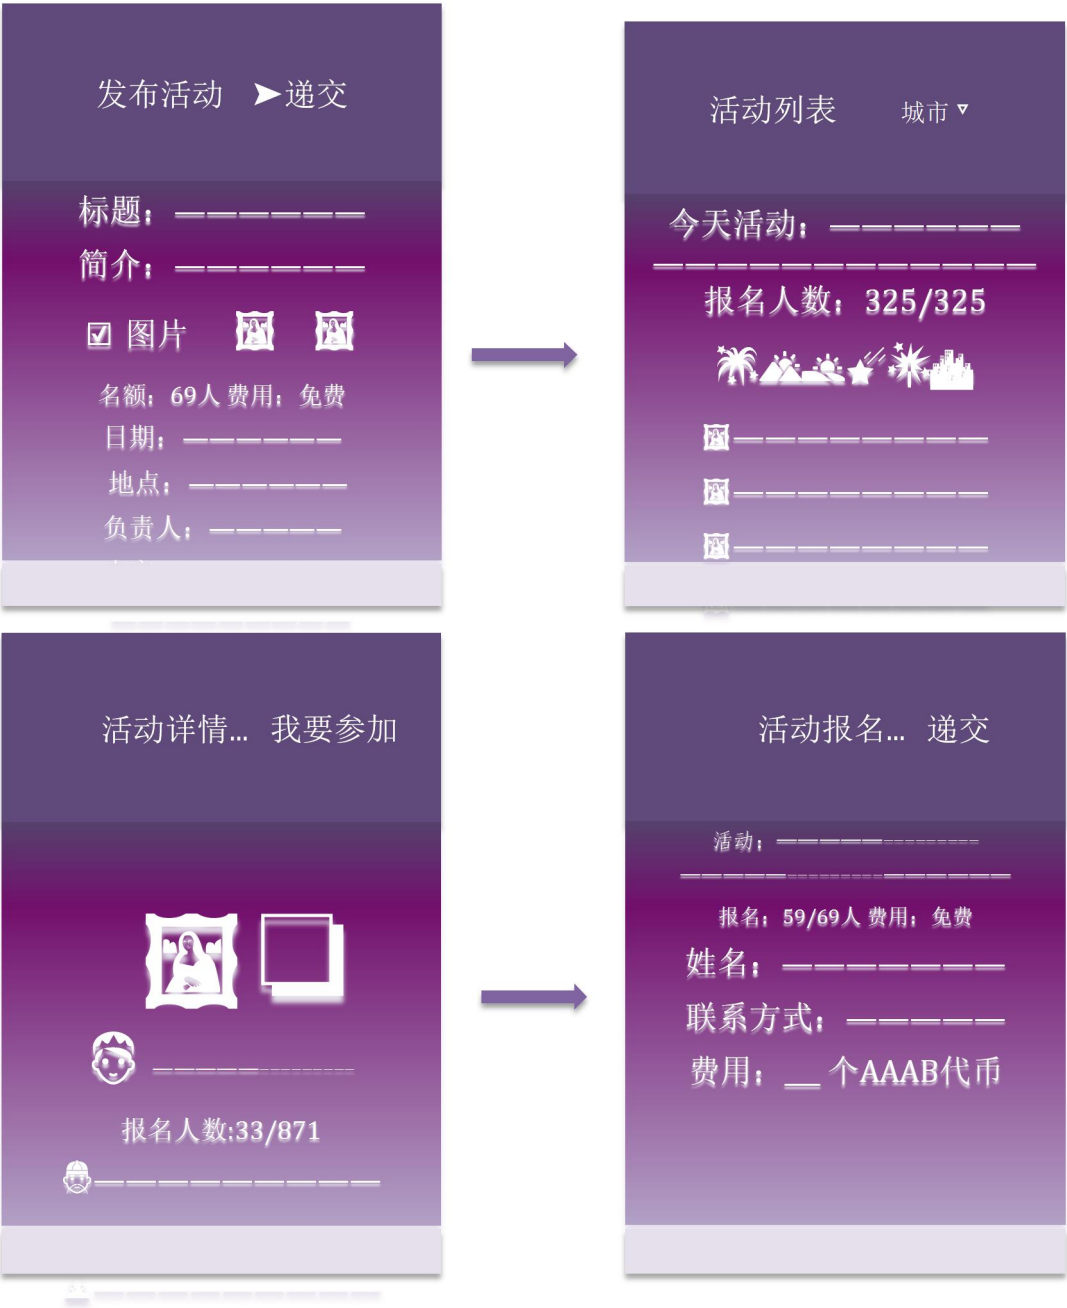 发布活动 ➤递交
标题：——————
简介：——————
☑ 图片
名额：69人 费用：免费
日期：——————
地点：——————
负责人：—————
活动列表 城市▽
今天活动：——————
————————————
报名人数：325/325
————————
————————
————————
活动详情... 我要参加
—————---------
报名人数:33/871
—————————
活动报名... 递交
活动：—————---------
—————---------——————
报名：59/69人 费用：免费
姓名：———————
联系方式：—————
费用：__ 个AAAB代币